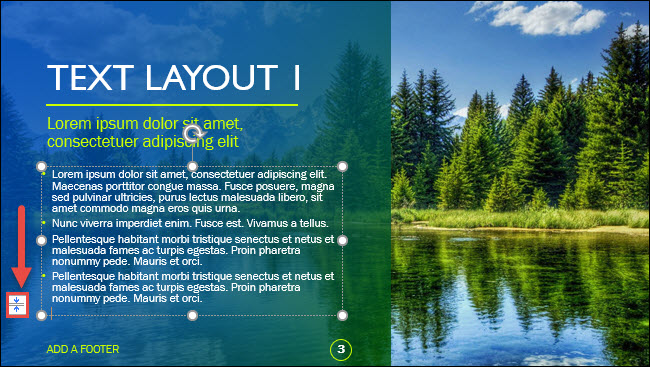 TEXT LAYOUT 1
Lorem ipsum dolor sit amet,
consectetuer adipiscing elit
• Lorem ipsum dolor sit amet, consectetuer adipiscing elit.
Maecenas porttitor congue massa. Fusce posuere, magna
sed pulvinar ultricies, purus lectus malesuada libero, sit
amet commodo magna eros quis urna.
• Nunc viverra imperdiet enim. Fusce est. Vivamus a tellus.
• Pellentesque habitant morbi tristique senectus et netus et
malesuada fames ac turpis egestas. Proin pharetra
nonummy pede. Mauris et orci.
• Pellentesque habitant morbi tristique senectus et netus et
malesuada fames ac turpis egestas. Proin pharetra
nonummy pede. Mauris et orci.
ADD A FOOTER
3